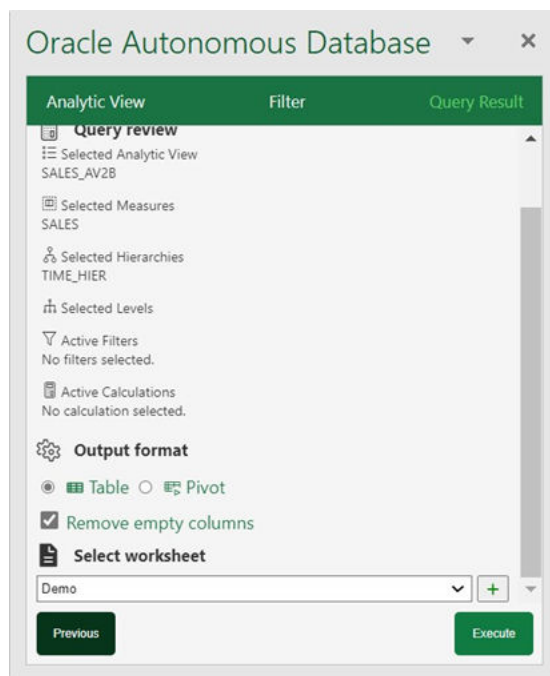 Oracle Autonomous Database
Analytic View Filter Query Result
Query review
Selected Analytic View
SALES_AV2B
Selected Measures
SALES
Selected Hierarchies
TIME_HIER
Selected Levels
Active Filters
No filters selected.
Active Calculations
No calculation selected.
Output format
Table Pivot
Remove empty columns
Select worksheet
Demo
Previous Execute